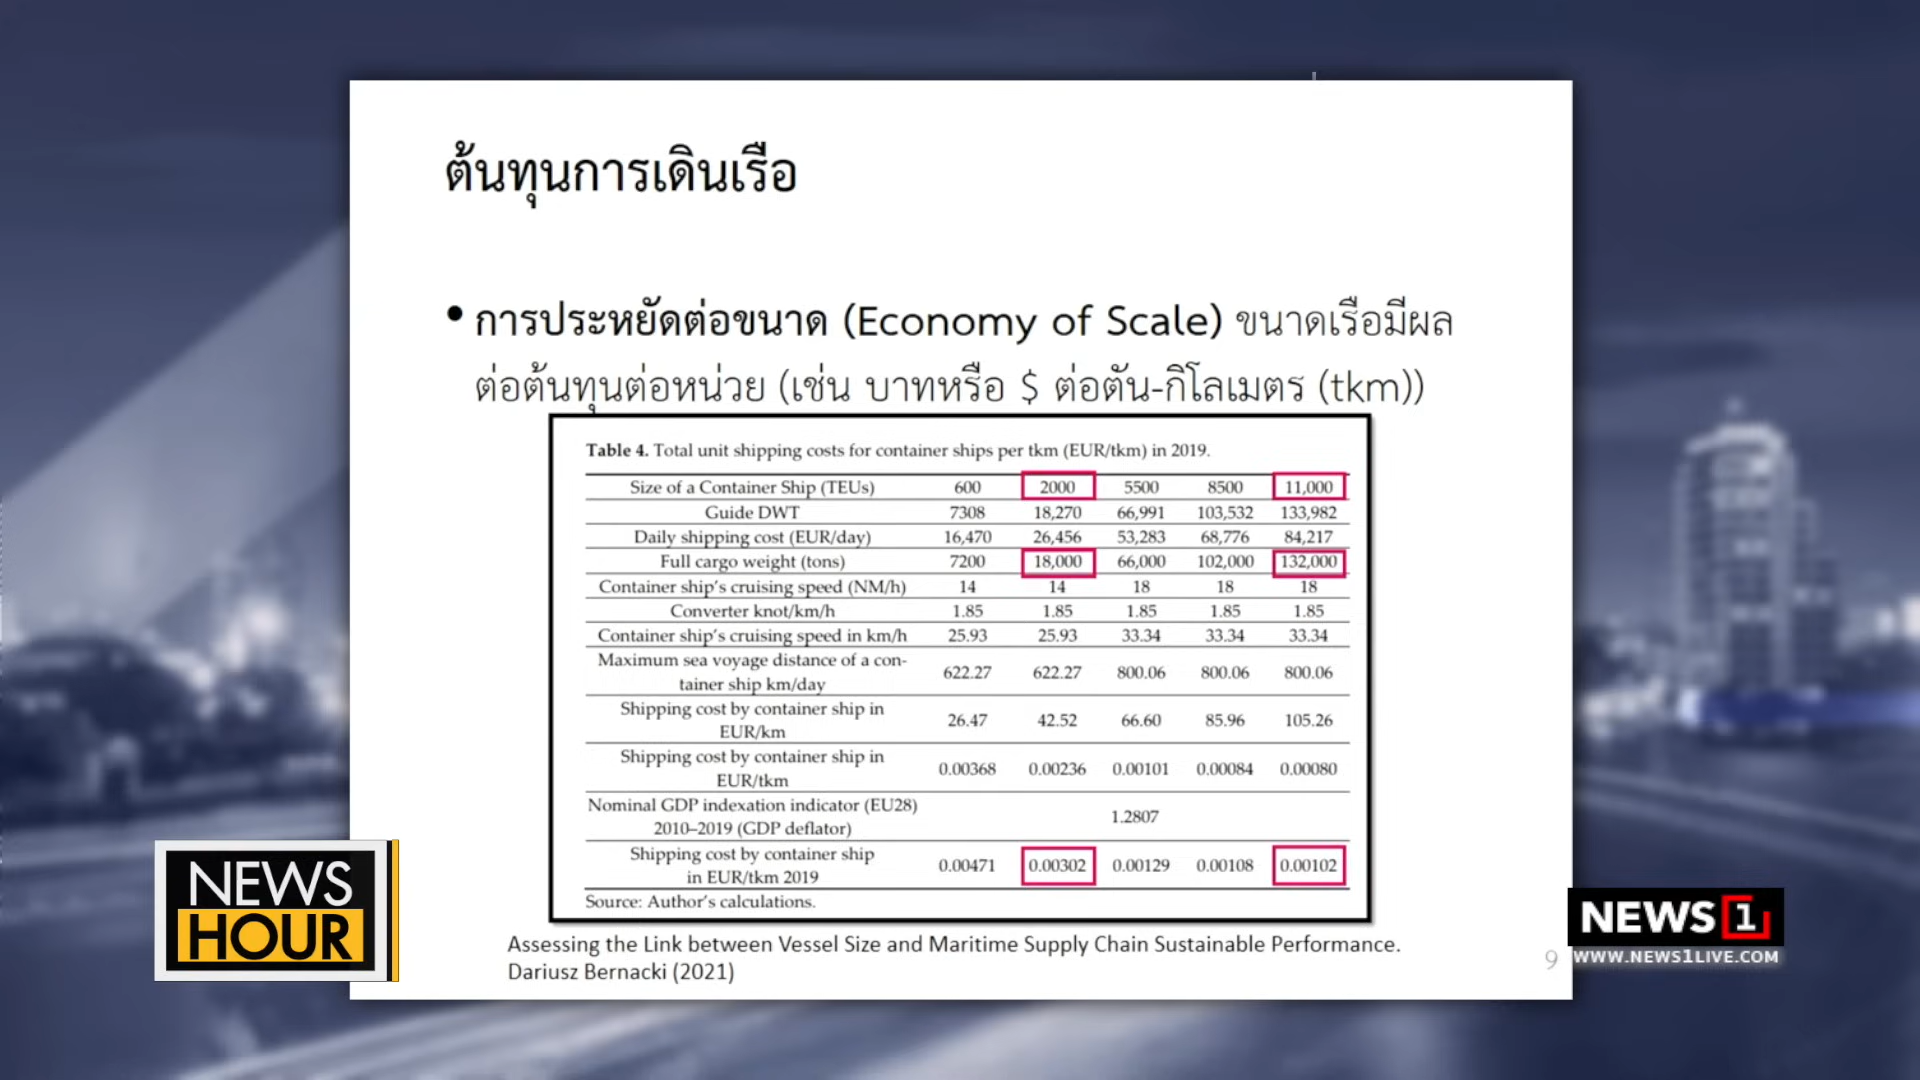 ต้นทุนการเดินเรือ
• การประหยัดต่อขนาด (Economy of Scale) ขนาดเรือมีผล
ต่อต้นทุนต่อหน่วย (เช่น บาทหรือ $ ต่อตัน-กิโลเมตร (tkm))
Table 4. Total unit shipping costs for container ships per tkm (EUR/tkm) in 2019.
Size of a Container Ship (TEUs) 600 2000 5500 8500 11,000
Guide DWT 7308 18,270 66,991 103,532 133,982
Daily shipping cost (EUR/day) 16,470 26,456 53,283 68,776 84,217
Full cargo weight (tons) 7200 18,000 66,000 102,000 132,000
Container ship's cruising speed (NM/h) 14 14 18 18 18
Converter knot/km/h 1.85 1.85 1.85 1.85 1.85
Container ship's cruising speed in km/h 25.93 25.93 33.34 33.34 33.34
Maximum sea voyage distance of a con-
tainer ship km/day 622.27 622.27 800.06 800.06 800.06
Shipping cost by container ship in
EUR/km 26.47 42.52 66.60 85.96 105.26
Shipping cost by container ship in
EUR/tkm 0.00368 0.00236 0.00101 0.00084 0.00080
Nominal GDP indexation indicator (EU28)
2010–2019 (GDP deflator) 1.2807
Shipping cost by container ship
in EUR/tkm 2019 0.00471 0.00302 0.00129 0.00108 0.00102
Source: Author's calculations.
Assessing the Link between Vessel Size and Maritime Supply Chain Sustainable Performance.
Dariusz Bernacki (2021)
9
NEWS
HOUR
NEWS 1
WWW.NEWS1LIVE.COM